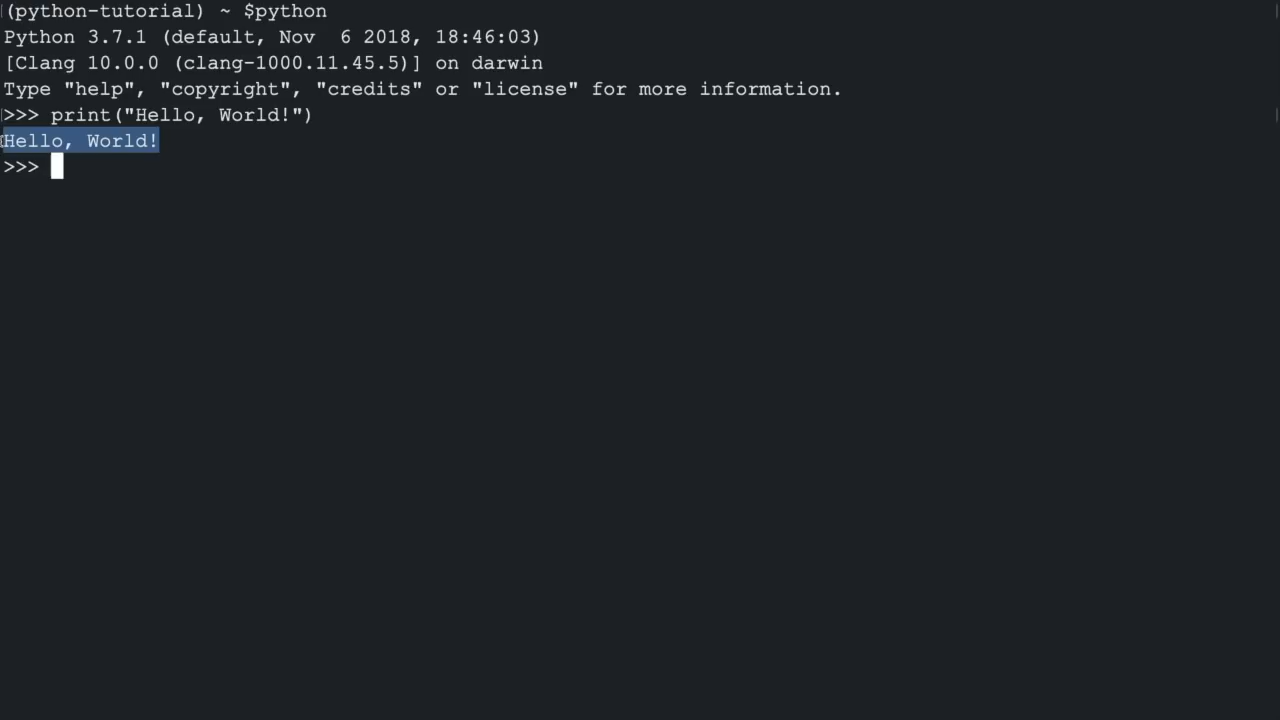 (python-tutorial) ~ $python
Python 3.7.1 (default, Nov  6 2018, 18:46:03)
[Clang 10.0.0 (clang-1000.11.45.5)] on darwin
Type "help", "copyright", "credits" or "license" for more information.
>>> print("Hello, World!")
Hello, World!
>>>